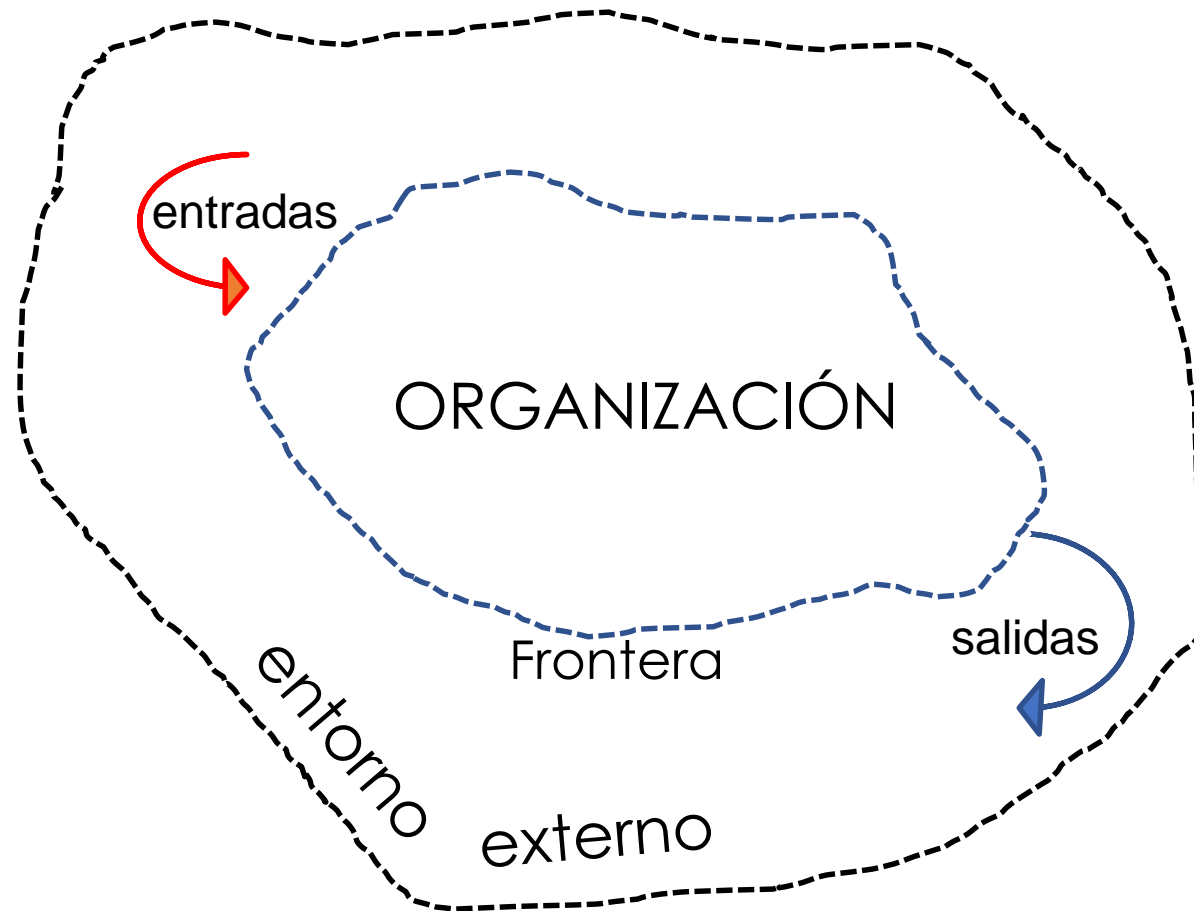 entradas
ORGANIZACIÓN
Frontera
salidas
entorno
externo